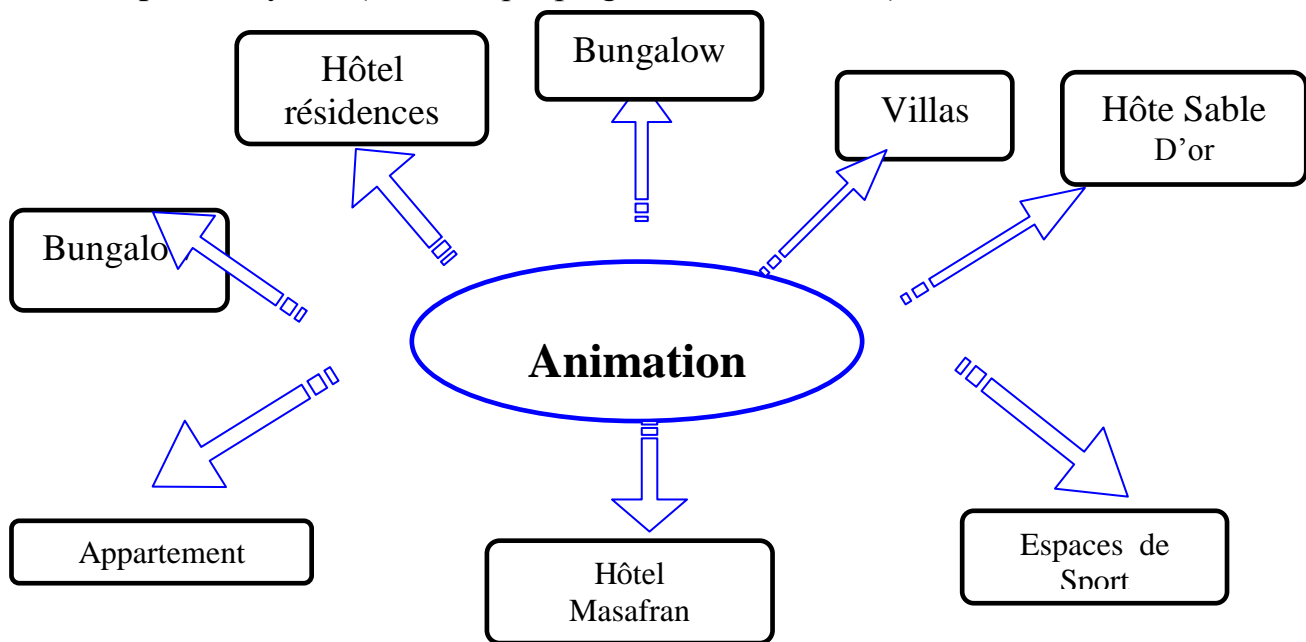 Hôtel
résidences
Bungalow
Villas
Hôte Sable
D’or
Bungalo
Animation
Appartement
Hôtel
Masafran
Espaces de
Sport